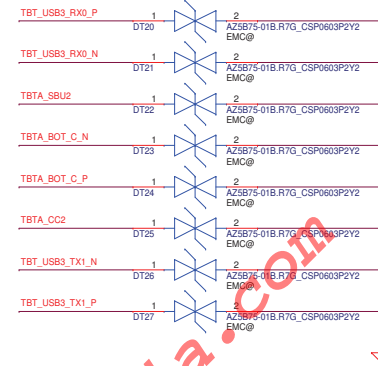 TBT_USB3_RX0_P 1 2
DT20 AZ5B75-01B.R7G_CSP0603P2Y2
EMC@
TBT_USB3_RX0_N 1 2
DT21 AZ5B75-01B.R7G_CSP0603P2Y2
EMC@
TBTA_SBU2 1 2
DT22 AZ5B75-01B.R7G_CSP0603P2Y2
EMC@
TBTA_BOT_C_N 1 2
DT23 AZ5B75-01B.R7G_CSP0603P2Y2
EMC@
TBTA_BOT_C_P 1 2
DT24 AZ5B75-01B.R7G_CSP0603P2Y2
EMC@
TBTA_CC2 1 2
DT25 AZ5B75-01B.R7G_CSP0603P2Y2
EMC@
TBT_USB3_TX1_N 1 2
DT26 AZ5B75-01B.R7G_CSP0603P2Y2
EMC@
TBT_USB3_TX1_P 1 2
DT27 AZ5B75-01B.R7G_CSP0603P2Y2
EMC@
a.com